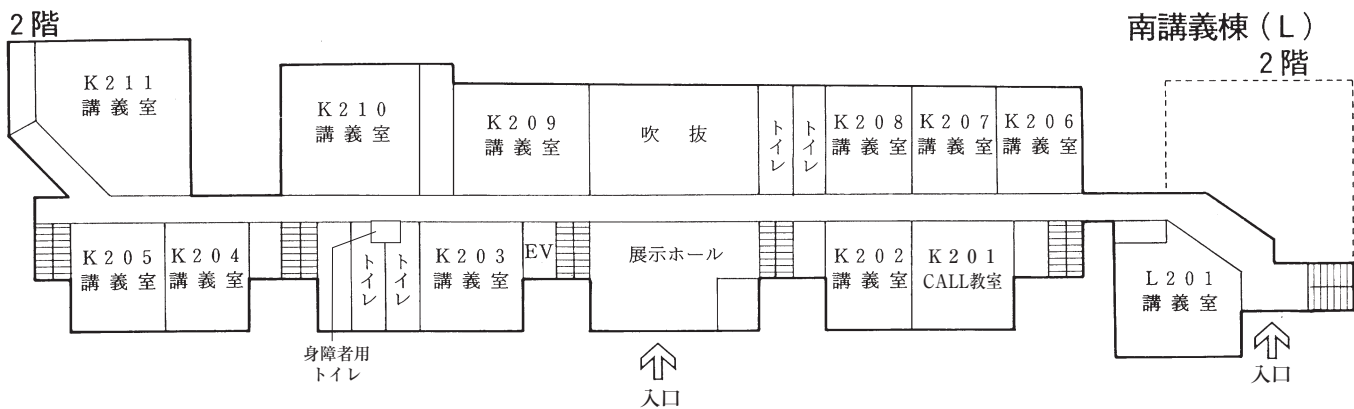 2階
南講義棟(L)
2階
K211
講義室
K210
講義室
K209
講義室
吹抜
トイレ
トイレ
K208
講義室
K207
講義室
K206
講義室
K205
講義室
K204
講義室
トイレ
トイレ
K203
講義室
EV
展示ホール
K202
講義室
K201
CALL教室
L201
講義室
身障者用
トイレ
入口
入口